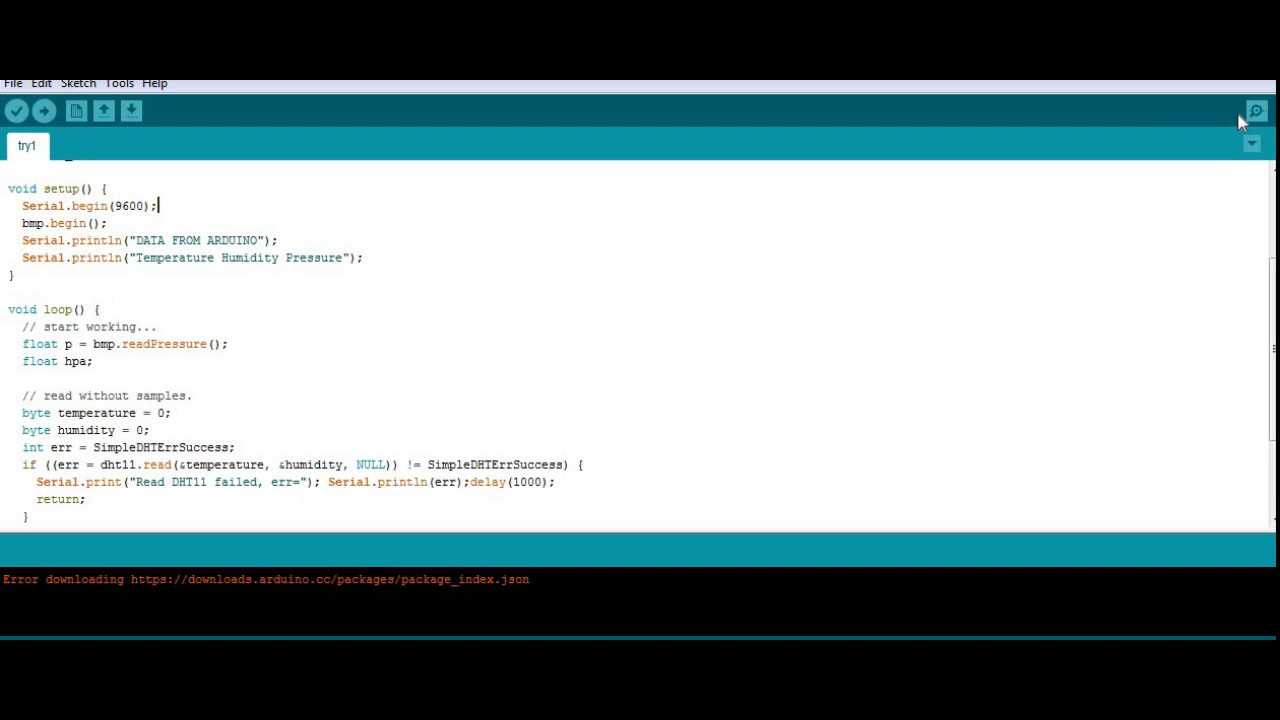 File Edit Sketch Tools Help
try1
void setup() {
Serial.begin(9600);
bmp.begin();
Serial.println("DATA FROM ARDUINO");
Serial.println("Temperature Humidity Pressure");
}
void loop() {
// start working...
float p = bmp.readPressure();
float hpa;
// read without samples.
byte temperature = 0;
byte humidity = 0;
int err = SimpleDHTErrSuccess;
if ((err = dht11.read(&temperature, &humidity, NULL)) != SimpleDHTErrSuccess) {
Serial.print("Read DHT11 failed, err="); Serial.println(err);delay(1000);
return;
}
Error downloading https://downloads.arduino.cc/packages/package_index.json